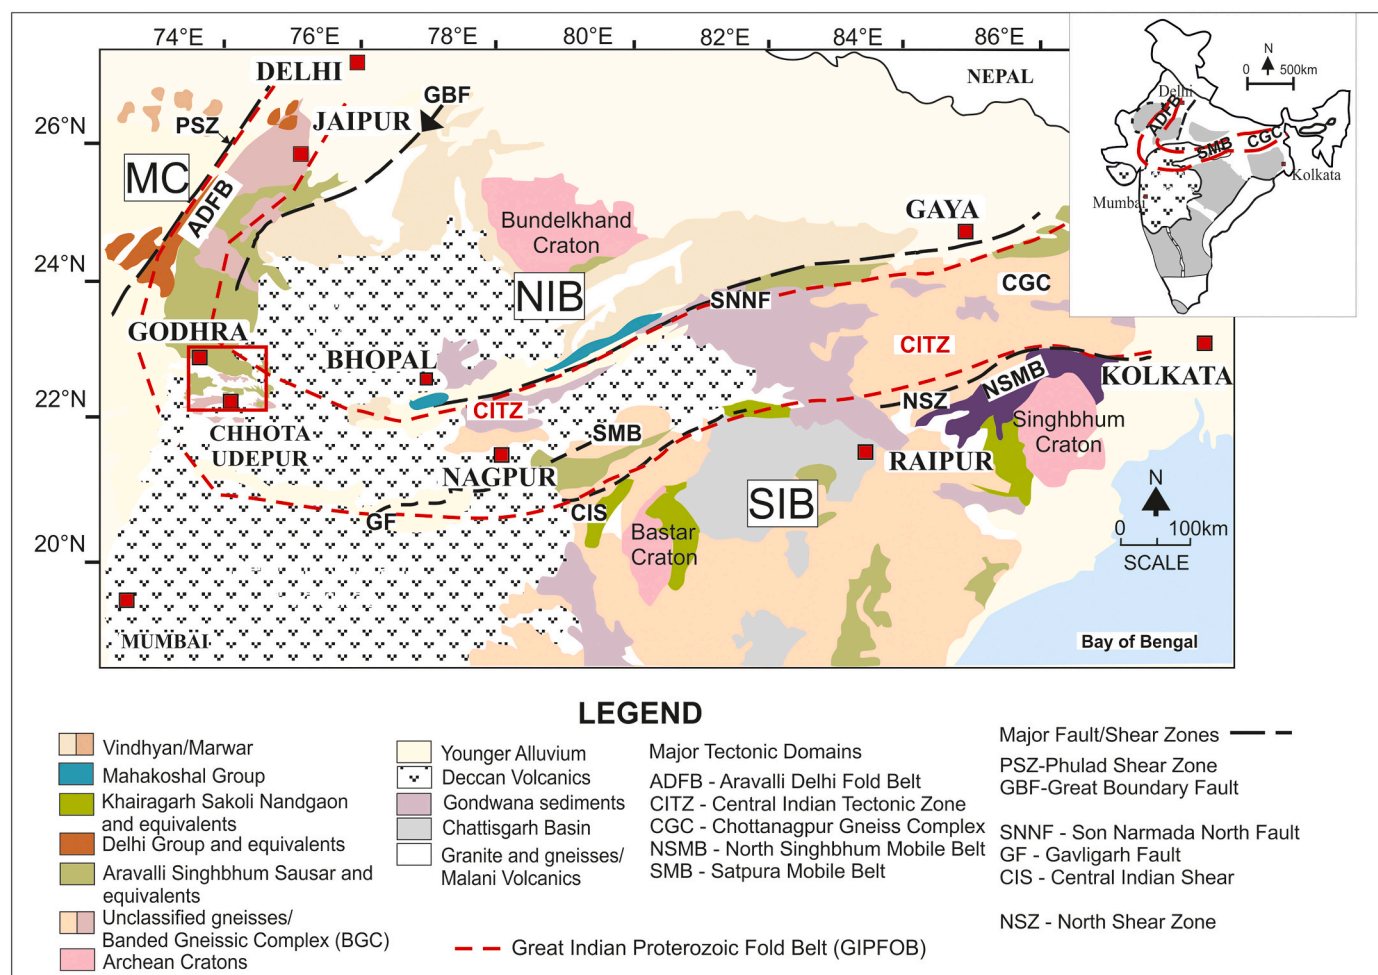 74°E 76°E 78°E 80°E 82°E 84°E 86°E
26°N
24°N
22°N
20°N
DELHI
JAIPUR
GBF
PSZ
MC
ADFB
NEPAL
Bundelkhand
Craton
GAYA
NIB
SNNF
CGC
GODHRA
BHOPAL
CITZ
CITZ
KOLKATA
NSMB
NSZ
CHHOTA
UDEPUR
SMB
NAGPUR
RAIPUR
Singhbhum
Craton
SIB
CIS
GF
Bastar
Craton
MUMBAI
N
0 100km
SCALE
Bay of Bengal
N
0 500km
Delhi
ADFB
SMB
CGC
Kolkata
Mumbai
LEGEND
Vindhyan/Marwar
Mahakoshal Group
Khairagarh Sakoli Nandgaon
and equivalents
Delhi Group and equivalents
Aravalli Singhbhum Sausar and
equivalents
Unclassified gneisses/
Banded Gneissic Complex (BGC)
Archean Cratons
Younger Alluvium
Deccan Volcanics
Gondwana sediments
Chattisgarh Basin
Granite and gneisses/
Malani Volcanics
Major Tectonic Domains
ADFB - Aravalli Delhi Fold Belt
CITZ - Central Indian Tectonic Zone
CGC - Chottanagpur Gneiss Complex
NSMB - North Singhbhum Mobile Belt
SMB - Satpura Mobile Belt
Major Fault/Shear Zones
PSZ-Phulad Shear Zone
GBF-Great Boundary Fault
SNNF - Son Narmada North Fault
GF - Gavligarh Fault
CIS - Central Indian Shear
NSZ - North Shear Zone
Great Indian Proterozoic Fold Belt (GIPFOB)